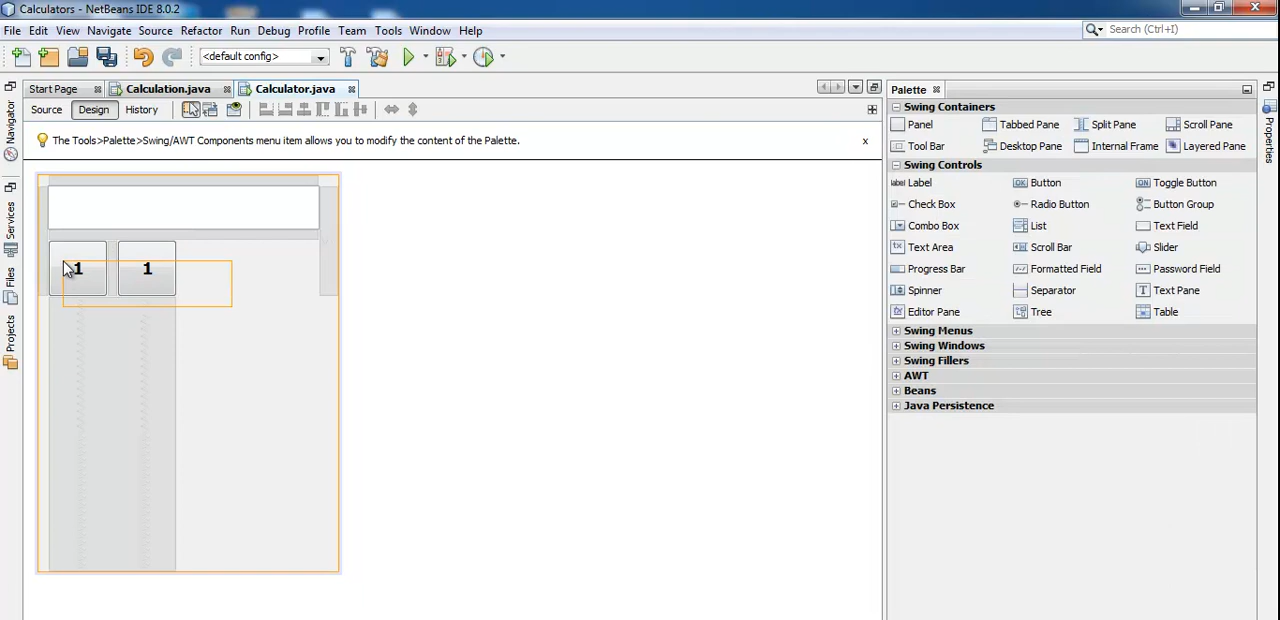 Calculators - NetBeans IDE 8.0.2
File Edit View Navigate Source Refactor Run Debug Profile Team Tools Window Help
Search (Ctrl+I)
<default config>
Start Page Calculation.java Calculator.java
Source Design History
The Tools>Palette>Swing/AWT Components menu item allows you to modify the content of the Palette.
1 1
Navigator
Services
Files
Projects
Palette
Swing Containers
Panel Tabbed Pane Split Pane Scroll Pane
Tool Bar Desktop Pane Internal Frame Layered Pane
Swing Controls
label Label OK Button ON Toggle Button
Check Box Radio Button Button Group
Combo Box List Text Field
Text Area Scroll Bar Slider
Progress Bar Formatted Field Password Field
Spinner Separator T Text Pane
Editor Pane Tree Table
Swing Menus
Swing Windows
Swing Fillers
AWT
Beans
Java Persistence
Properties